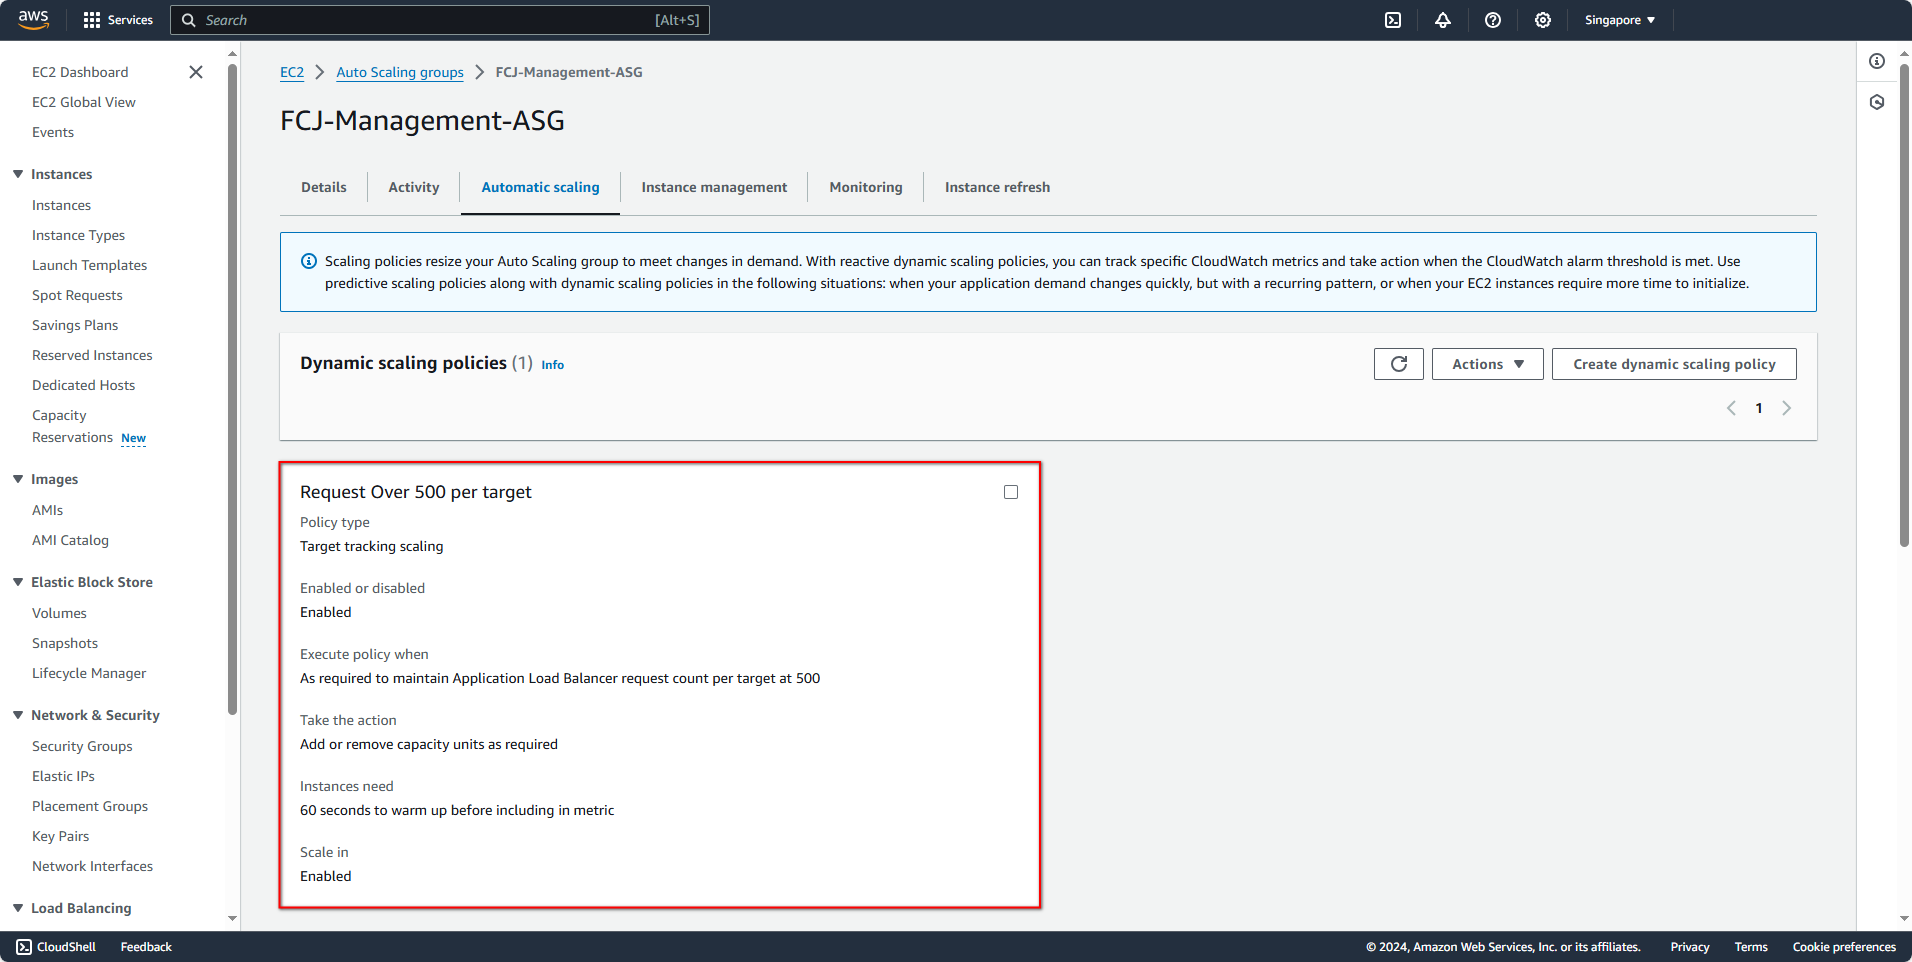 aws
Services
Search
[Alt+S]
Singapore
EC2 Dashboard
EC2 Global View
Events
Instances
Instances
Instance Types
Launch Templates
Spot Requests
Savings Plans
Reserved Instances
Dedicated Hosts
Capacity
Reservations New
Images
AMIs
AMI Catalog
Elastic Block Store
Volumes
Snapshots
Lifecycle Manager
Network & Security
Security Groups
Elastic IPs
Placement Groups
Key Pairs
Network Interfaces
Load Balancing
EC2 > Auto Scaling groups > FCJ-Management-ASG
FCJ-Management-ASG
Details
Activity
Automatic scaling
Instance management
Monitoring
Instance refresh
Scaling policies resize your Auto Scaling group to meet changes in demand. With reactive dynamic scaling policies, you can track specific CloudWatch metrics and take action when the CloudWatch alarm threshold is met. Use
predictive scaling policies along with dynamic scaling policies in the following situations: when your application demand changes quickly, but with a recurring pattern, or when your EC2 instances require more time to initialize.
Dynamic scaling policies (1) Info
Actions
Create dynamic scaling policy
1
Request Over 500 per target
Policy type
Target tracking scaling
Enabled or disabled
Enabled
Execute policy when
As required to maintain Application Load Balancer request count per target at 500
Take the action
Add or remove capacity units as required
Instances need
60 seconds to warm up before including in metric
Scale in
Enabled
CloudShell
Feedback
© 2024, Amazon Web Services, Inc. or its affiliates.
Privacy
Terms
Cookie preferences